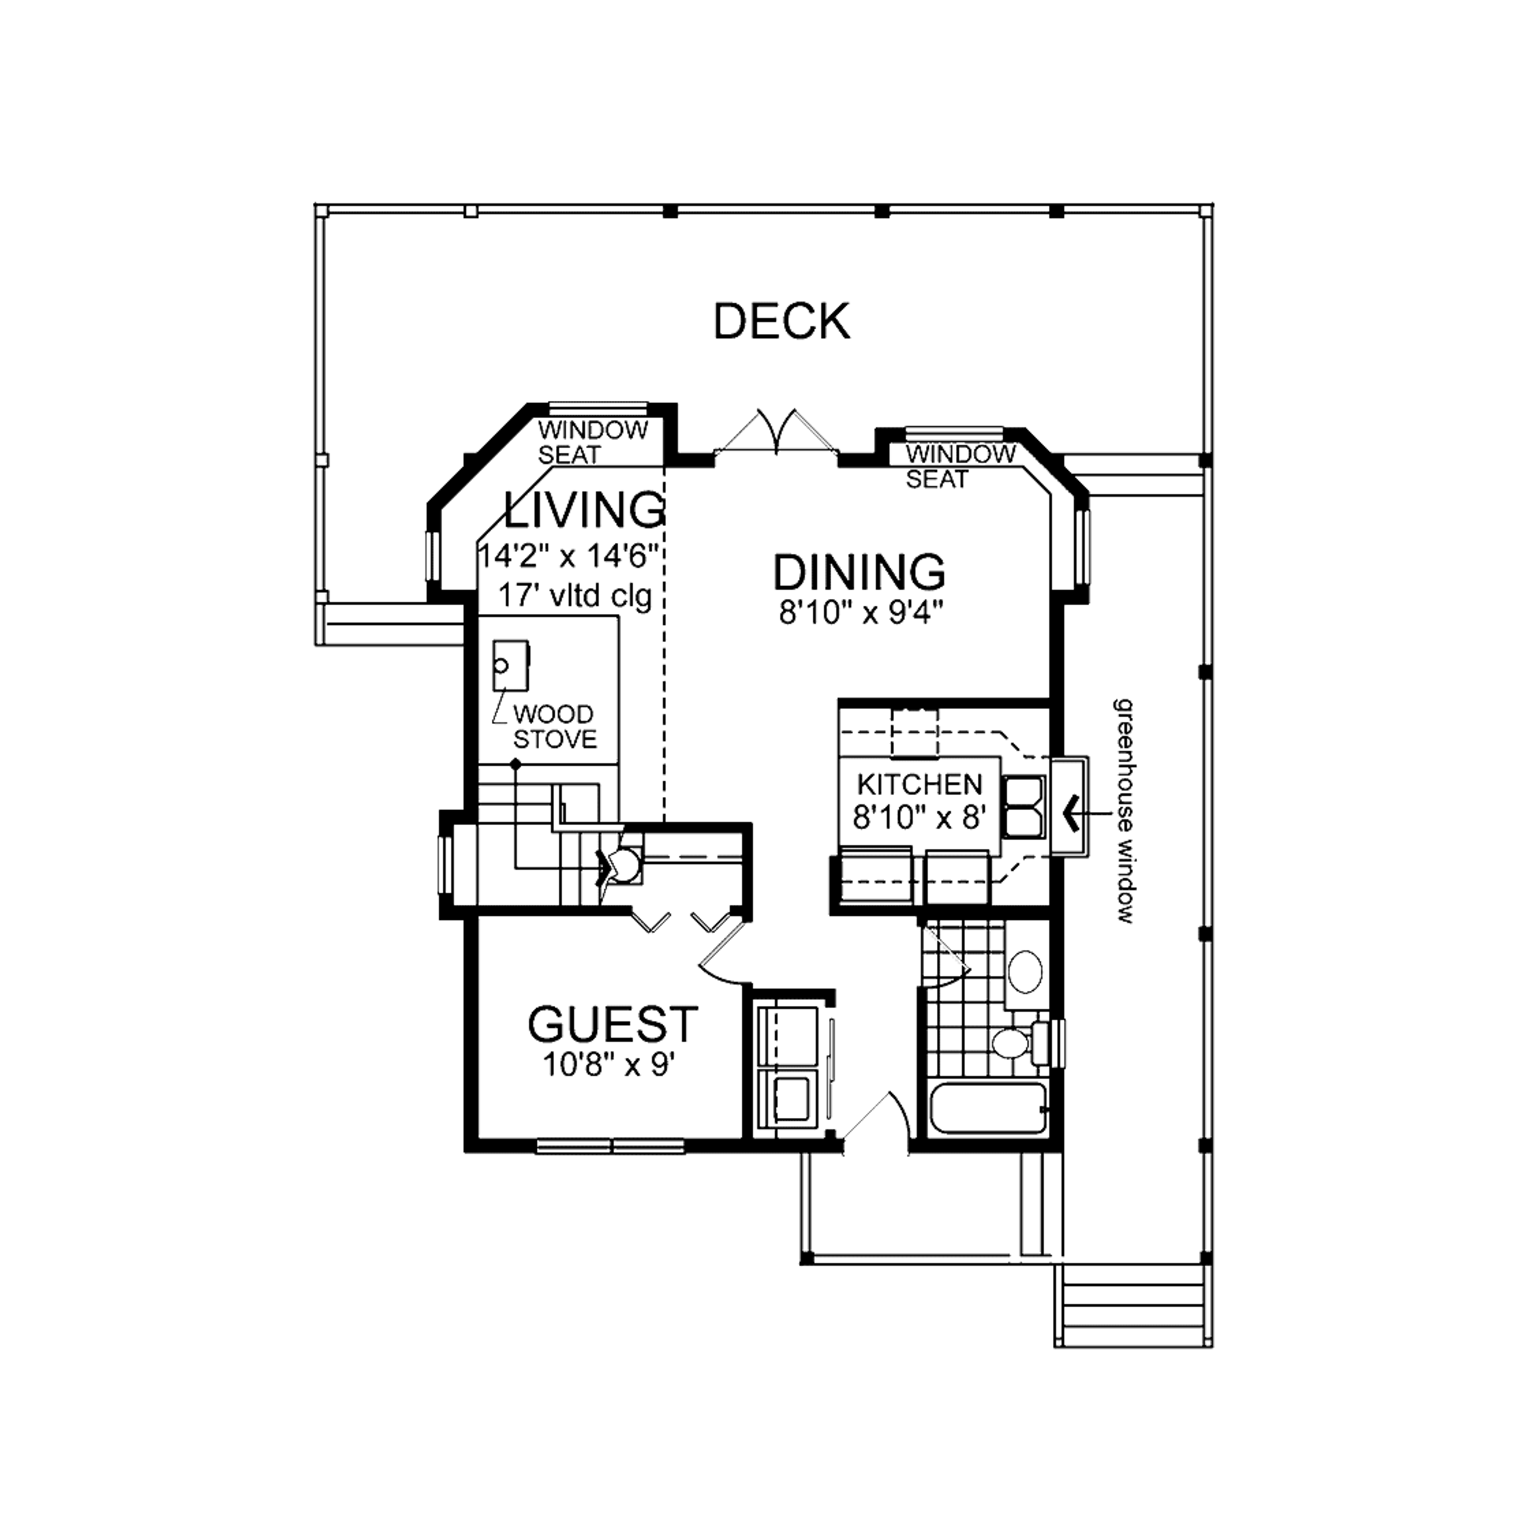 DECK
WINDOW
SEAT
WINDOW
SEAT
LIVING
14'2" x 14'6"
17' vltd clg
DINING
8'10" x 9'4"
WOOD
STOVE
KITCHEN
8'10" x 8'
greenhouse window
GUEST
10'8" x 9'